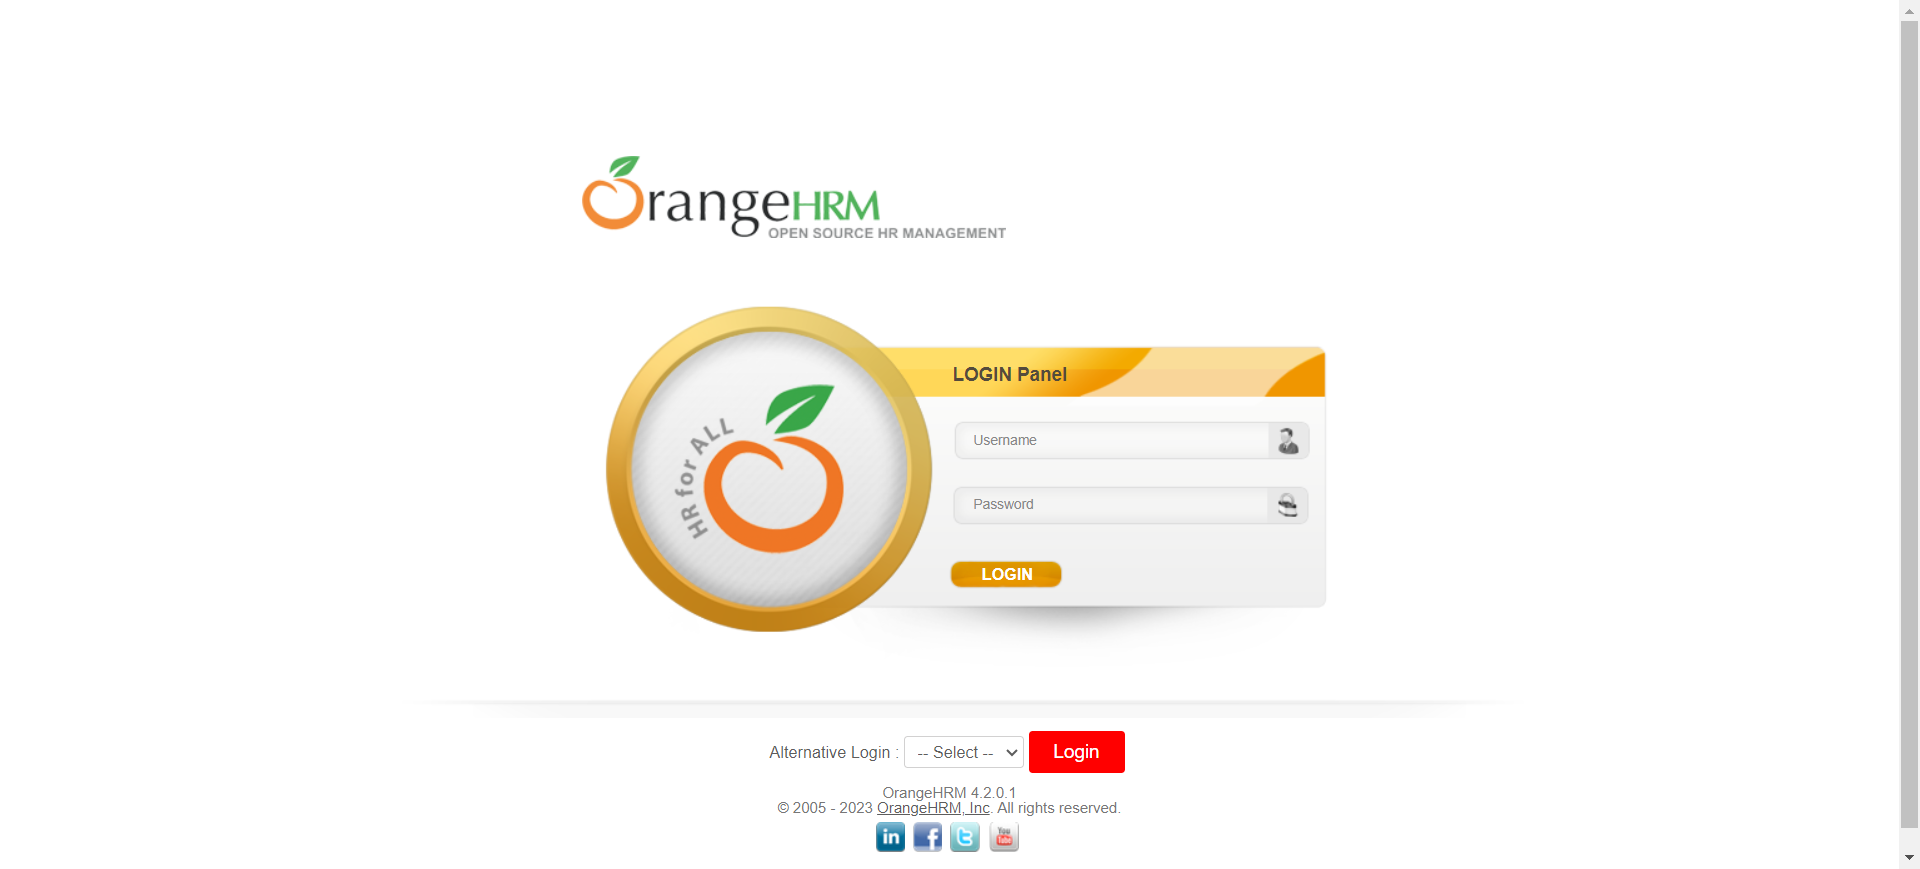 OrangeHRM
OPEN SOURCE HR MANAGEMENT
HR for ALL
LOGIN Panel
Username
Password
LOGIN
Alternative Login : -- Select -- Login
OrangeHRM 4.2.0.1
© 2005 - 2023 OrangeHRM, Inc. All rights reserved.
in f t You Tube